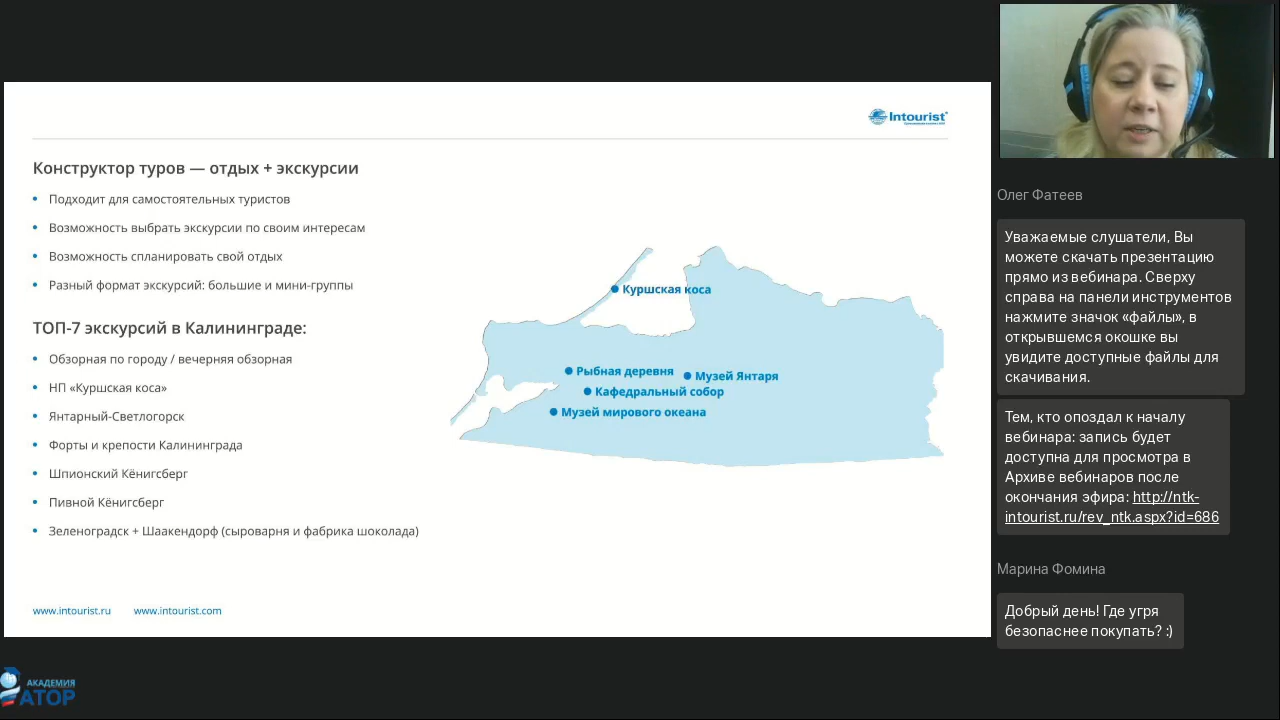 Intourist
Конструктор туров — отдых + экскурсии
Подходит для самостоятельных туристов
Возможность выбрать экскурсии по своим интересам
Возможность спланировать свой отдых
Разный формат экскурсий: большие и мини-группы
ТОП-7 экскурсий в Калининграде:
Обзорная по городу / вечерняя обзорная
НП «Куршская коса»
Янтарный-Светлогорск
Форты и крепости Калининграда
Шпионский Кёнигсберг
Пивной Кёнигсберг
Зеленоградск + Шаакендорф (сыроварня и фабрика шоколада)
www.intourist.ru www.intourist.com
Куршская коса
Рыбная деревня
Музей Янтаря
Кафедральный собор
Музей мирового океана
АКАДЕМИЯ
АТОР
Олег Фатеев
Уважаемые слушатели, Вы
можете скачать презентацию
прямо из вебинара. Сверху
справа на панели инструментов
нажмите значок «файлы», в
открывшемся окошке вы
увидите доступные файлы для
скачивания.
Тем, кто опоздал к началу
вебинара: запись будет
доступна для просмотра в
Архиве вебинаров после
окончания эфира: http://ntk-
intourist.ru/rev_ntk.aspx?id=686
Марина Фомина
Добрый день! Где угря
безопаснее покупать? :)